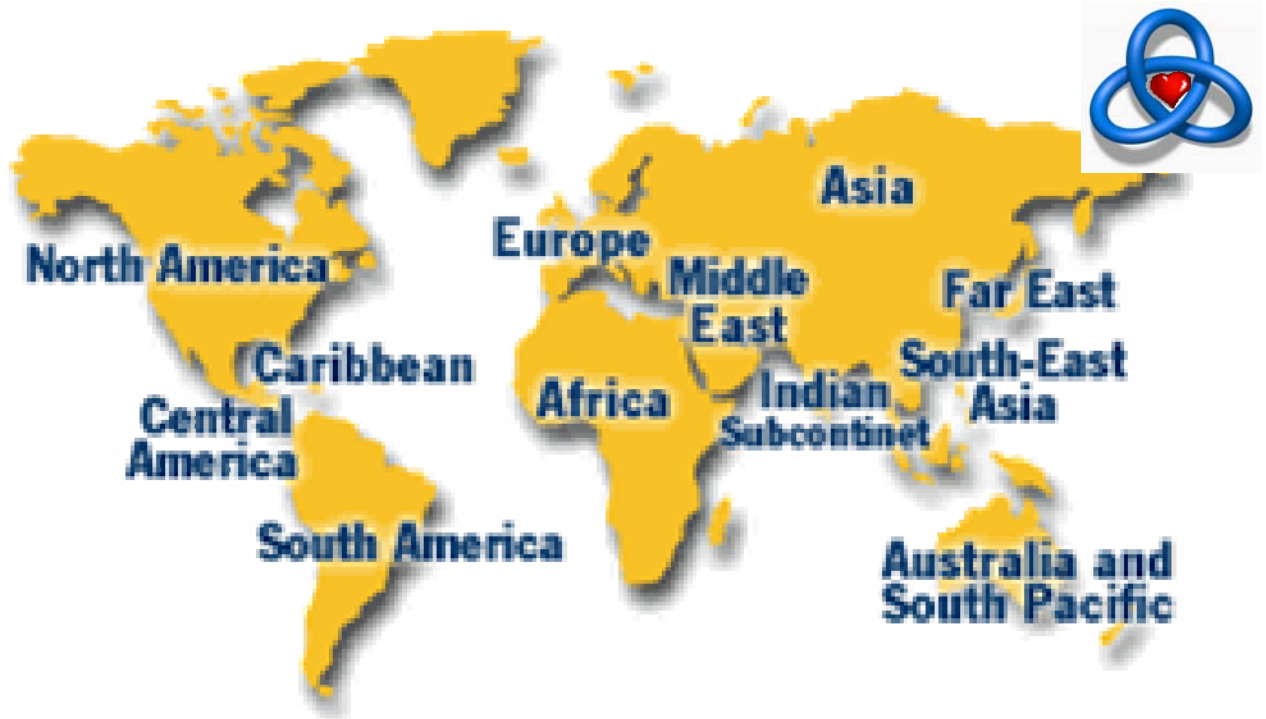 Asia
Europe
North America
Middle
East
Far East
Caribbean
South-East
Asia
Africa
Indian
Subcontinet
Central
America
South America
Australia and
South Pacific